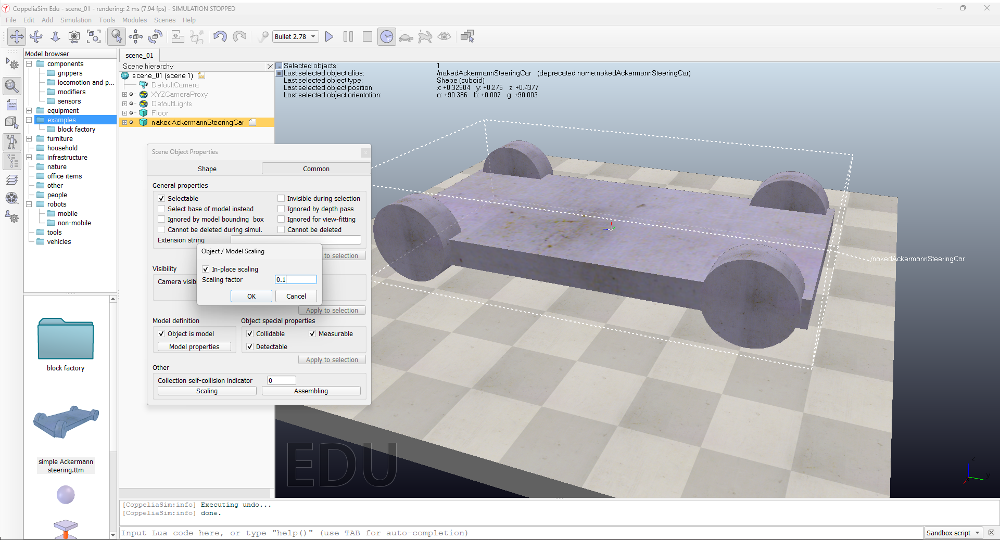 CoppeliaSim Edu - scene_01 - rendering: 2 ms (7.94 fps) - SIMULATION STOPPED
File Edit Add Simulation Tools Modules Scenes Help
Bullet 2.78
RT
Model browser
components
grippers
locomotion and p...
modifiers
sensors
equipment
examples
block factory
furniture
household
infrastructure
nature
office items
other
people
robots
mobile
non-mobile
tools
vehicles
block factory
simple Ackermann
steering.ttm
scene_01
Scene hierarchy
scene_01 (scene 1)
DefaultCamera
XYZCameraProxy
DefaultLights
Floor
nakedAckermannSteeringCar
Selected objects: 1
Last selected object alias: /nakedAckermannSteeringCar (deprecated name:nakedAckermannSteeringCar)
Last selected object type: Shape (cuboid)
Last selected object position: x: +0.32504 y: +0.275 z: +0.4377
Last selected object orientation: a: +90.386 b: +0.007 g: +90.003
/nakedAckermannSteeringCar
Scene Object Properties
Shape Common
General properties
Selectable Invisible during selection
Select base of model instead Ignored by depth pass
Ignored by model bounding box Ignored for view-fitting
Cannot be deleted during simul. Cannot be deleted
Extension string
to selection
Visibility
Camera visib
Apply to selection
Object / Model Scaling
In-place scaling
Scaling factor 0.1
OK Cancel
Model definition Object special properties
Object is model Collidable Measurable
Model properties Detectable
Apply to selection
Other
Collection self-collision indicator 0
Scaling Assembling
EDU
z
y
[CoppeliaSim:info] Executing undo...
[CoppeliaSim:info] done.
Input Lua code here, or type "help()" (use TAB for auto-completion)
Sandbox script